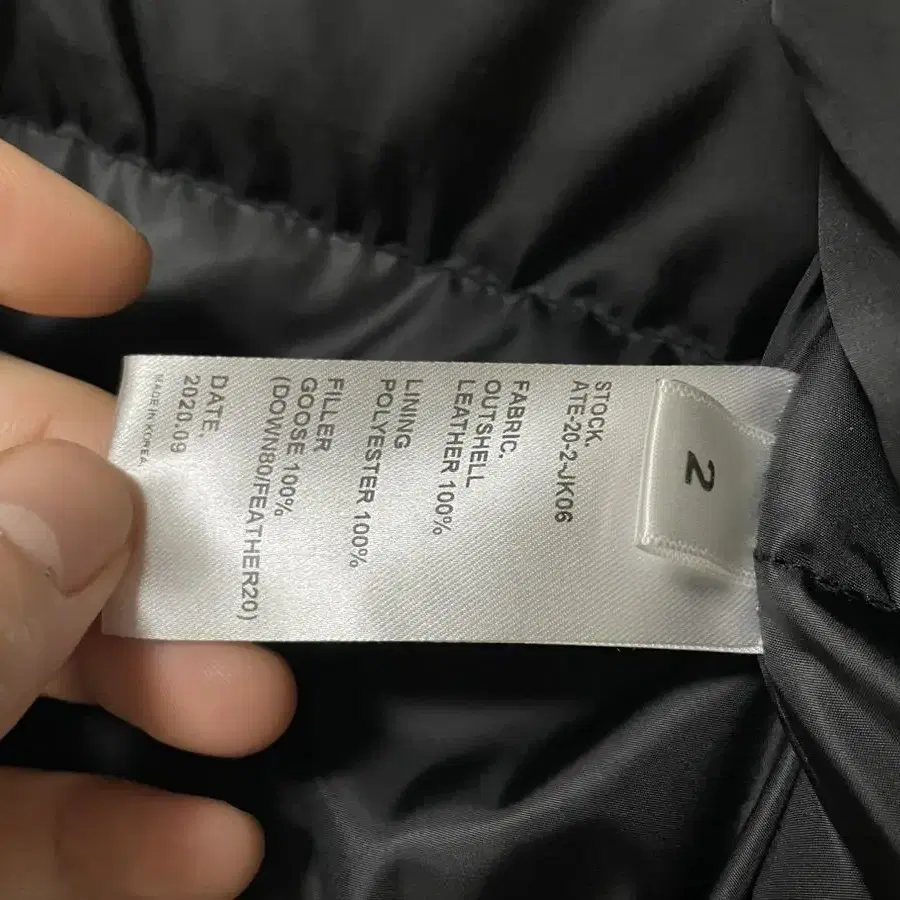 2
STOCK.
ATE-20-2-JK06
FABRIC.
OUTSHELL
LEATHER 100%
LINING
POLYESTER 100%
FILLER
GOOSE 100%
(DOWN80/FEATHER20)
DATE,
2020.09
MADE IN KOREA